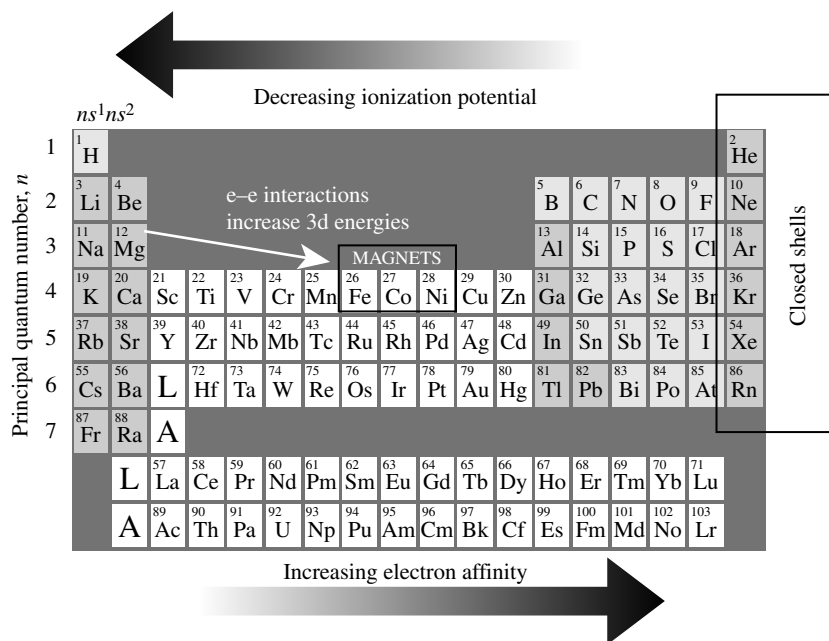 Decreasing ionization potential
ns¹ns²
Principal quantum number, n
1 1 H 2 He
2 3 Li 4 Be 5 B 6 C 7 N 8 O 9 F 10 Ne
e–e interactions
increase 3d energies
3 11 Na 12 Mg 13 Al 14 Si 15 P 16 S 17 Cl 18 Ar
MAGNETS
4 19 K 20 Ca 21 Sc 22 Ti 23 V 24 Cr 25 Mn 26 Fe 27 Co 28 Ni 29 Cu 30 Zn 31 Ga 32 Ge 33 As 34 Se 35 Br 36 Kr
5 37 Rb 38 Sr 39 Y 40 Zr 41 Nb 42 Mb 43 Tc 44 Ru 45 Rh 46 Pd 47 Ag 48 Cd 49 In 50 Sn 51 Sb 52 Te 53 I 54 Xe
6 55 Cs 56 Ba L 72 Hf 73 Ta 74 W 75 Re 76 Os 77 Ir 78 Pt 79 Au 80 Hg 81 Tl 82 Pb 83 Bi 84 Po 85 At 86 Rn
7 87 Fr 88 Ra A
L 57 La 58 Ce 59 Pr 60 Nd 61 Pm 62 Sm 63 Eu 64 Gd 65 Tb 66 Dy 67 Ho 68 Er 69 Tm 70 Yb 71 Lu
A 89 Ac 90 Th 91 Pa 92 U 93 Np 94 Pu 95 Am 96 Cm 97 Bk 98 Cf 99 Es 100 Fm 101 Md 102 No 103 Lr
Closed shells
Increasing electron affinity